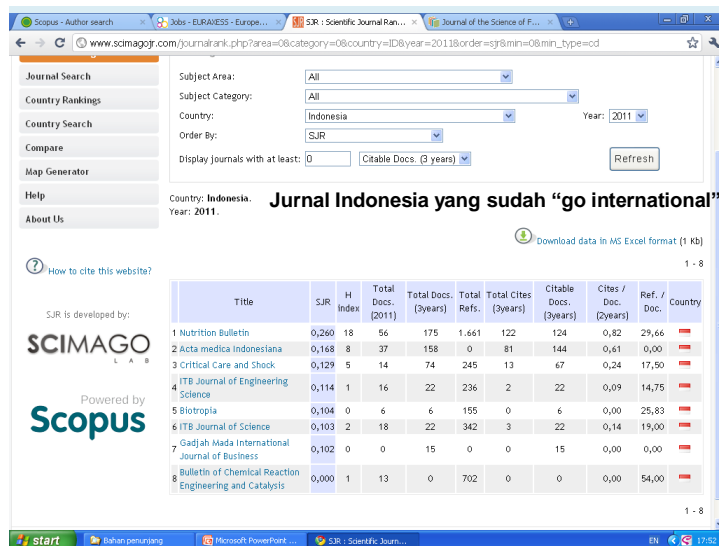 Scopus - Author search
Jobs - EURAXESS - Europe...
SJR : Scientific Journal Ran...
Journal of the Science of F...
www.scimagojr.com/journalrank.php?area=0&category=0&country=ID&year=2011&order=sjr&min=0&min_type=cd
Journal Search
Country Rankings
Country Search
Compare
Map Generator
Help
About Us
How to cite this website?
SJR is developed by:
SCIMAGO
LAB
Powered by
Scopus
Subject Area: All
Subject Category: All
Country: Indonesia Year: 2011
Order By: SJR
Display journals with at least: 0 Citable Docs. (3 years) Refresh
Country: Indonesia.
Year: 2011.
Jurnal Indonesia yang sudah “go international”
Download data in MS Excel format (1 Kb)
1 - 8
Title SJR H index Total Docs. (2011) Total Docs. (3years) Total Refs. Total Cites (3years) Citable Docs. (3years) Cites / Doc. (2years) Ref. / Doc. Country
1 Nutrition Bulletin 0,260 18 56 175 1.661 122 124 0,82 29,66
2 Acta medica Indonesiana 0,168 8 37 158 0 81 144 0,61 0,00
3 Critical Care and Shock 0,129 5 14 74 245 13 67 0,24 17,50
4 ITB Journal of Engineering Science 0,114 1 16 22 236 2 22 0,09 14,75
5 Biotropia 0,104 0 6 6 155 0 6 0,00 25,83
6 ITB Journal of Science 0,103 2 18 22 342 3 22 0,14 19,00
7 Gadjah Mada International Journal of Business 0,102 0 0 15 0 0 15 0,00 0,00
8 Bulletin of Chemical Reaction Engineering and Catalysis 0,000 1 13 0 702 0 0 0,00 54,00
1 - 8
start
Bahan penunjang
Microsoft PowerPoint ...
SJR : Scientific Journ...
EN
17:52